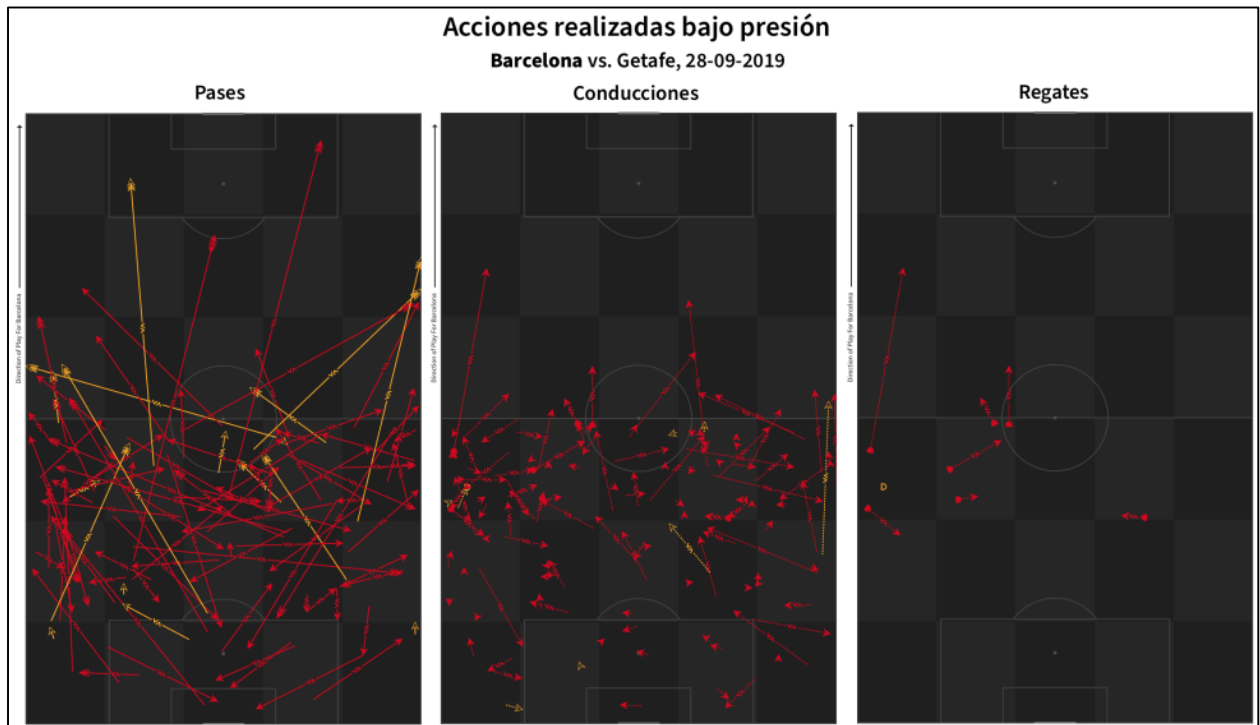 Acciones realizadas bajo presión
Barcelona vs. Getafe, 28-09-2019
Pases
Conducciones
Regates
Direction of Play For Barcelona
Direction of Play For Barcelona
Direction of Play For Barcelona
D